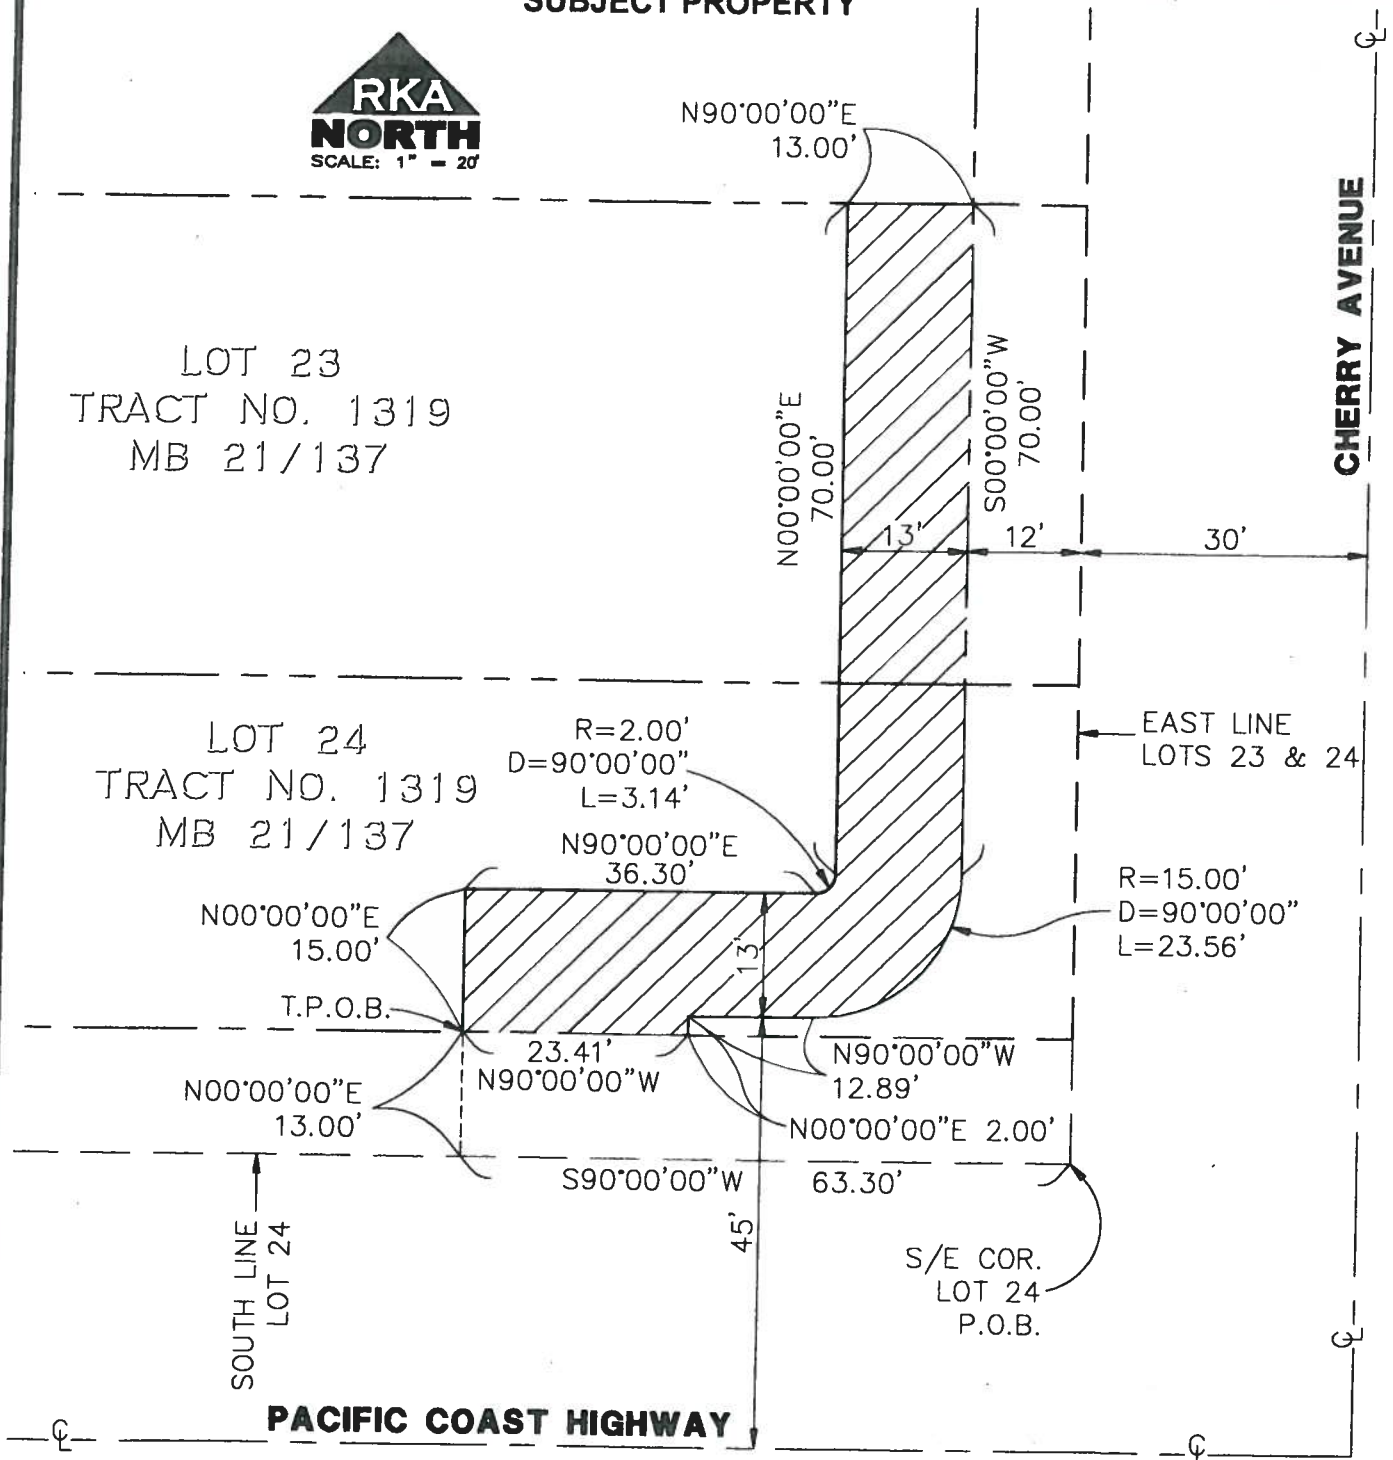 SUBJECT PROPERTY
RKA
NORTH
SCALE: 1" = 20'
N90°00'00"E
13.00'
CHERRY AVENUE
LOT 23
TRACT NO. 1319
MB 21/137
N00°00'00"E
70.00'
S00°00'00"W
70.00'
13'
12'
30'
LOT 24
TRACT NO. 1319
MB 21/137
R=2.00'
D=90°00'00"
L=3.14'
EAST LINE
LOTS 23 & 24
N90°00'00"E
36.30'
R=15.00'
D=90°00'00"
L=23.56'
N00°00'00"E
15.00'
13'
T.P.O.B.
23.41'
N90°00'00"W
N90°00'00"W
12.89'
N00°00'00"E
13.00'
N00°00'00"E 2.00'
S90°00'00"W 63.30'
45'
SOUTH LINE
LOT 24
S/E COR.
LOT 24
P.O.B.
PACIFIC COAST HIGHWAY